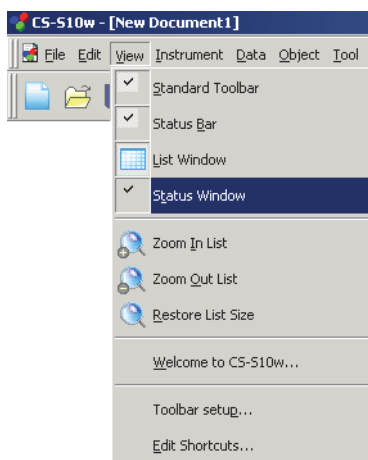 CS-S10w - [New Document1]
File Edit View Instrument Data Object Tool
Standard Toolbar
Status Bar
List Window
Status Window
Zoom In List
Zoom Out List
Restore List Size
Welcome to CS-S10w...
Toolbar setup...
Edit Shortcuts...